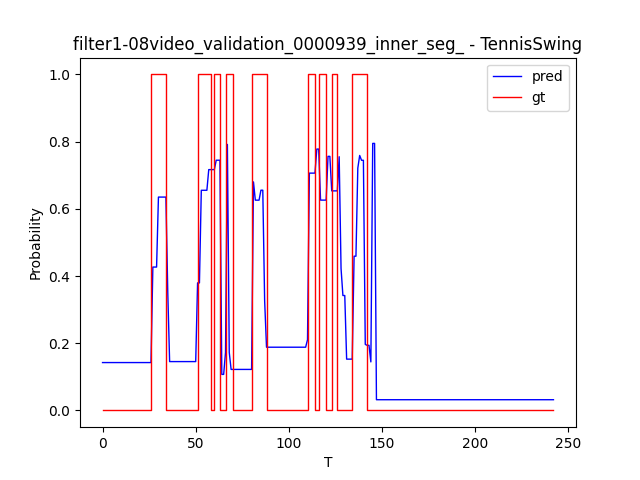 filter1-08video_validation_0000939_inner_seg_ - TennisSwing
pred
gt
1.0
0.8
0.6
0.4
0.2
0.0
Probability
0
50
100
150
200
250
T